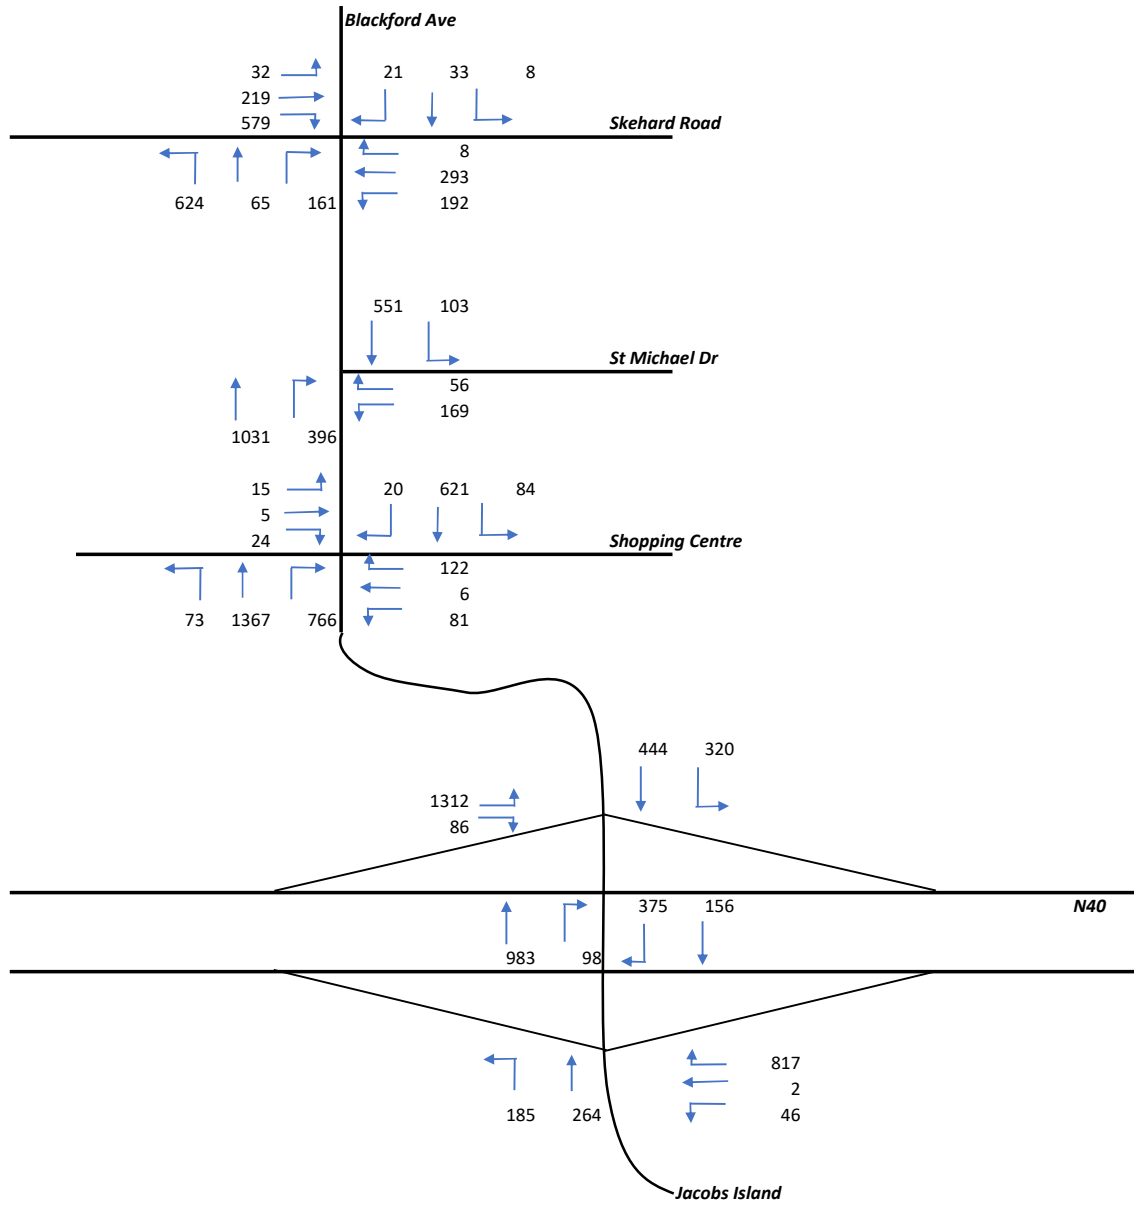 Blackford Ave
32 21 33 8
219
579 Skehard Road
8
293
624 65 161 192
551 103
St Michael Dr
56
169
1031 396
15 20 621 84
5
24 Shopping Centre
122
6
73 1367 766 81
444 320
1312
86
375 156 N40
983 98
817
2
185 264 46
Jacobs Island